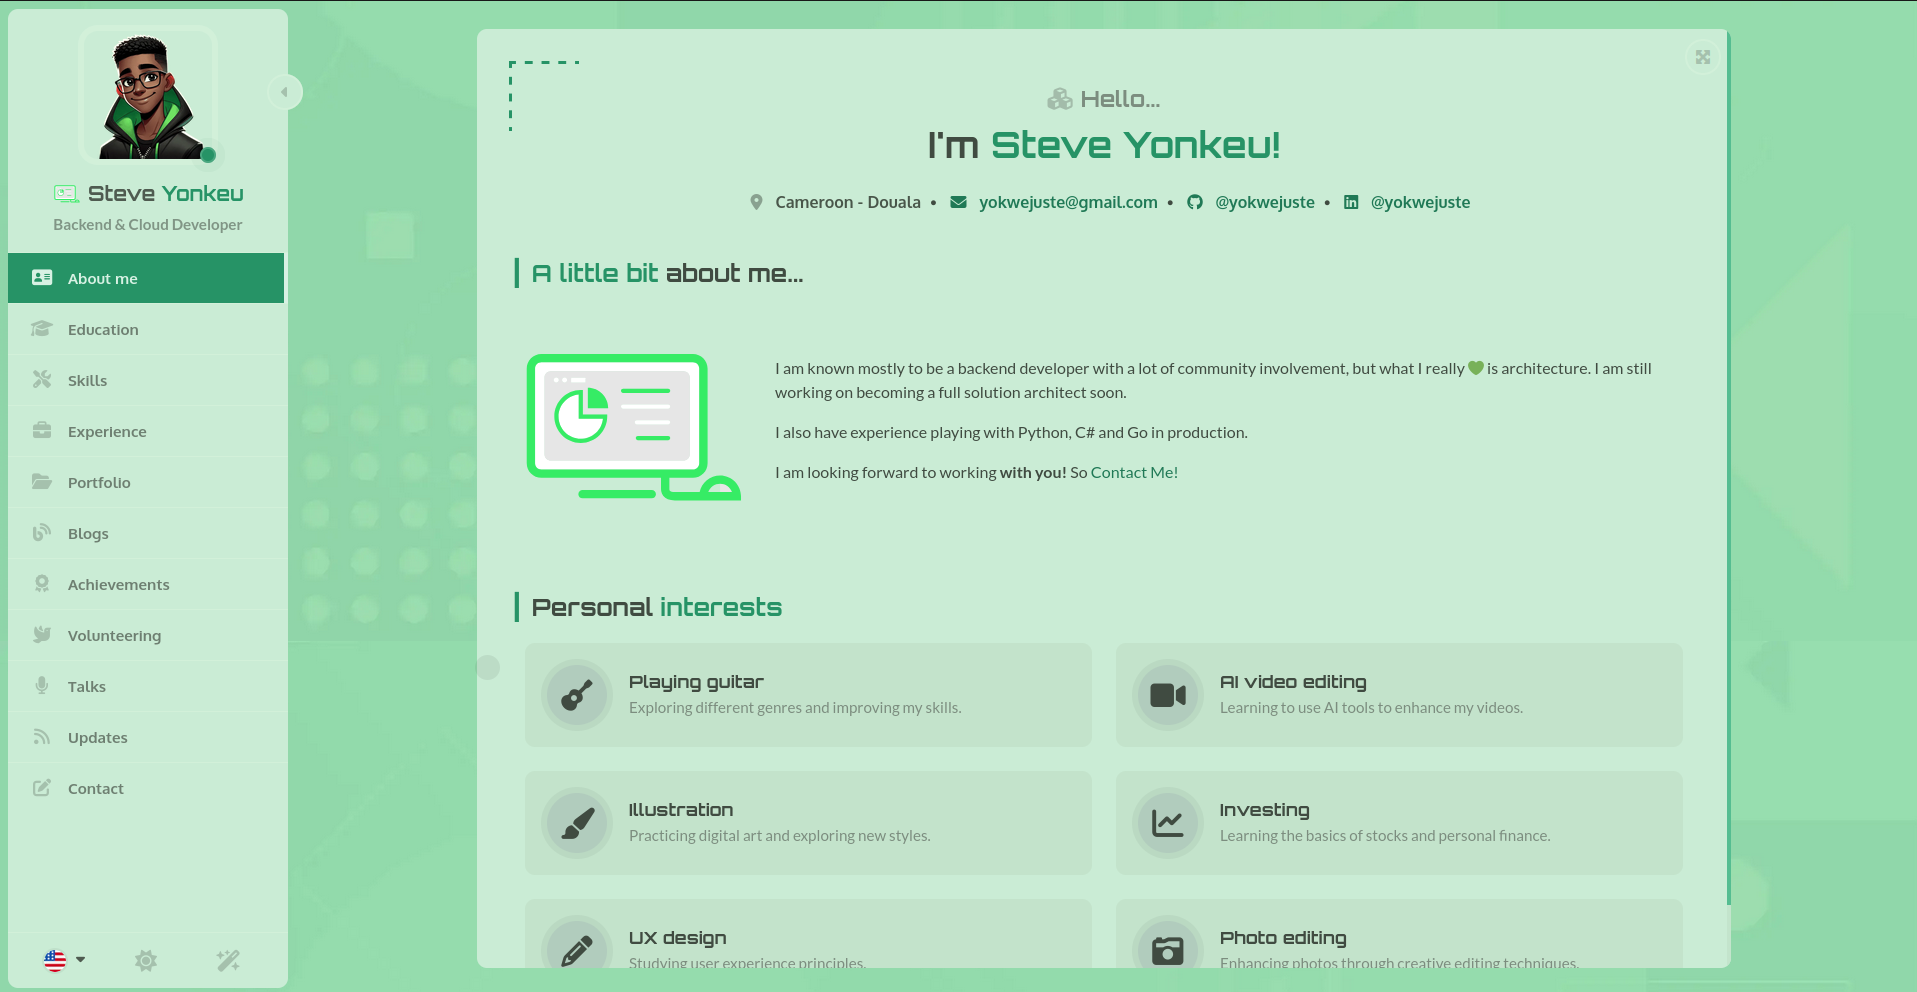 Steve Yonkeu
Backend & Cloud Developer
About me
Education
Skills
Experience
Portfolio
Blogs
Achievements
Volunteering
Talks
Updates
Contact
Hello...
I'm Steve Yonkeu!
Cameroon - Douala • yokwejuste@gmail.com • @yokwejuste • @yokwejuste
A little bit about me...
I am known mostly to be a backend developer with a lot of community involvement, but what I really 💚 is architecture. I am still
working on becoming a full solution architect soon.
I also have experience playing with Python, C# and Go in production.
I am looking forward to working with you! So Contact Me!
Personal interests
Playing guitar
Exploring different genres and improving my skills.
AI video editing
Learning to use AI tools to enhance my videos.
Illustration
Practicing digital art and exploring new styles.
Investing
Learning the basics of stocks and personal finance.
UX design
Studying user experience principles.
Photo editing
Enhancing photos through creative editing techniques.